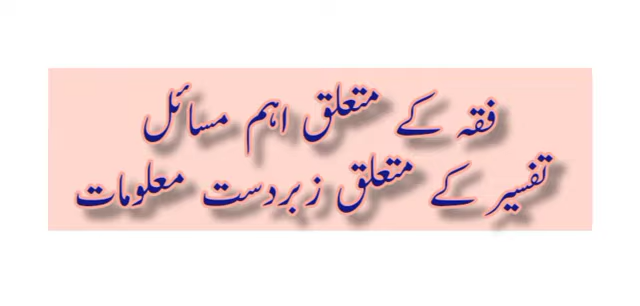 فقہ کے متعلق اہم مسائل
تفسیر کے متعلق زبردست معلومات